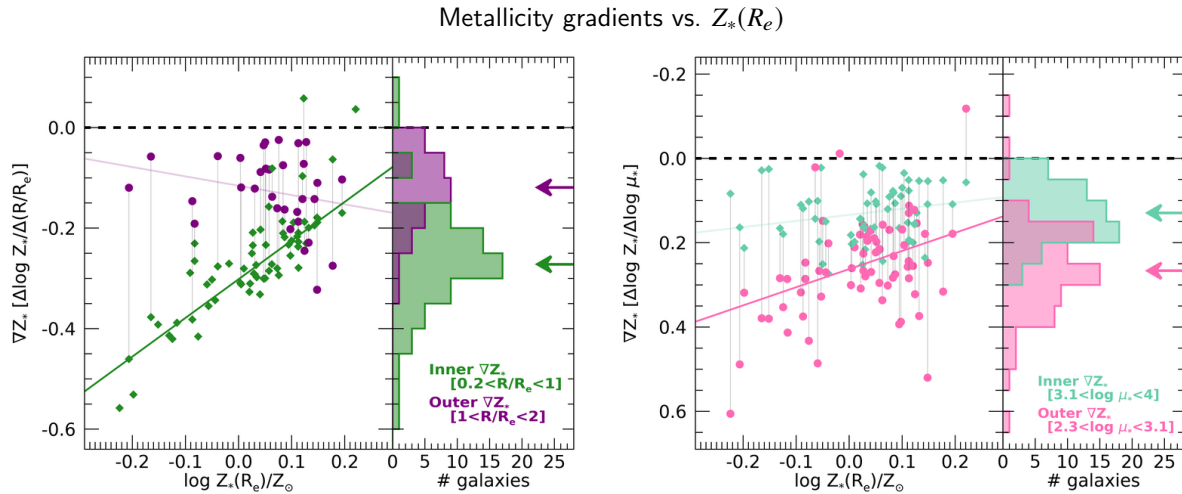 Metallicity gradients vs. Z*(Re)
∇Z* [Δlog Z*/Δ(R/Re)]
0.0
-0.2
-0.4
-0.6
-0.2 -0.1 0.0 0.1 0.2
log Z*(Re)/Z⊙
Inner ∇Z*
[0.2<R/Re<1]
Outer ∇Z*
[1<R/Re<2]
0 5 10 15 20 25
# galaxies
∇Z* [Δlog Z*/Δlog μ*]
-0.2
0.0
0.2
0.4
0.6
-0.2 -0.1 0.0 0.1 0.2
log Z*(Re)/Z⊙
Inner ∇Z*
[3.1<log μ*<4]
Outer ∇Z*
[2.3<log μ*<3.1]
0 5 10 15 20 25
# galaxies